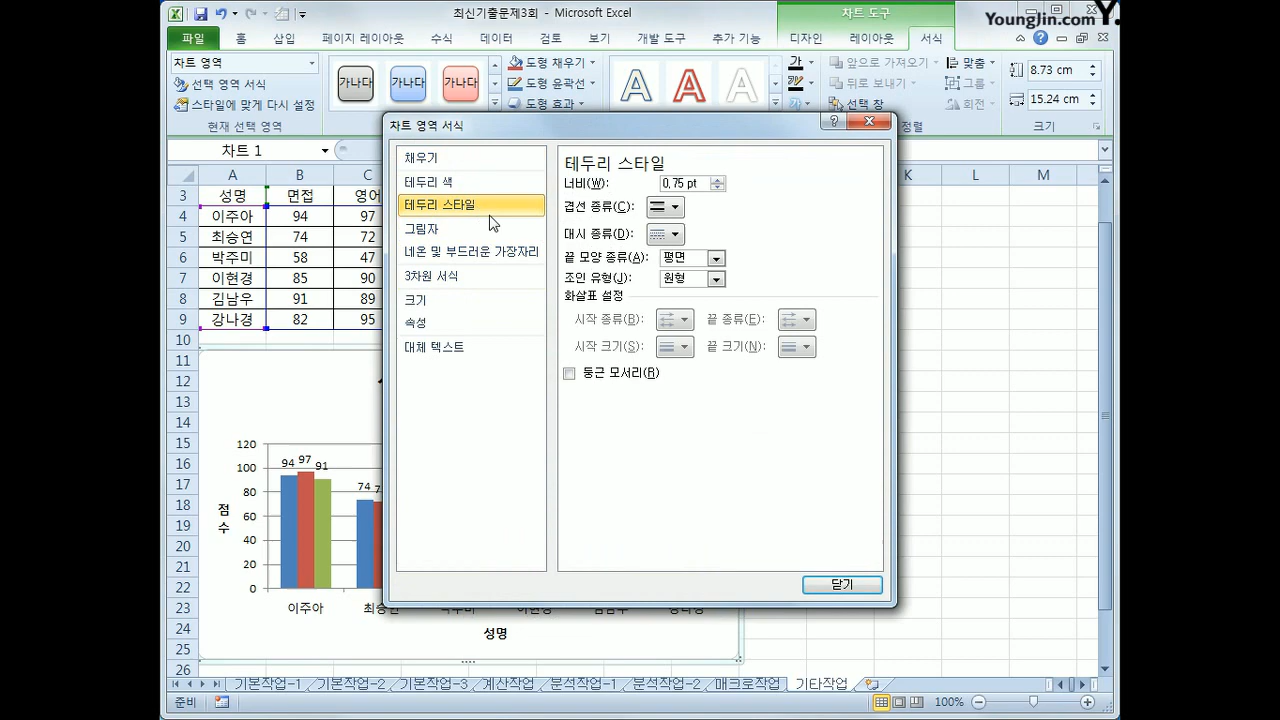 최신기출문제3회 - Microsoft Excel
차트 도구
YoungJin.com Y.
파일 홈 삽입 페이지 레이아웃 수식 데이터 검토 보기 개발 도구 추가 기능 디자인 레이아웃 서식
차트 영역
선택 영역 서식
스타일에 맞게 다시 설정
현재 선택 영역
가나다 가나다 가나다
도형 채우기
도형 윤곽선
도형 효과
A A A
가
앞으로 가져오기
뒤로 보내기
선택 창
맞춤
그룹
회전
정렬
8.73 cm
15.24 cm
크기
차트 1
A B C K L M
3 성명 면접 영어
4 이주아 94 97
5 최승연 74 72
6 박주미 58 47
7 이현경 85 90
8 김남우 91 89
9 강나경 82 95
10
11
12
13
14
15
16
17
18
19
20
21
22
23
24
25
26
차트 영역 서식
채우기
테두리 색
테두리 스타일
그림자
네온 및 부드러운 가장자리
3차원 서식
크기
속성
대체 텍스트
테두리 스타일
너비(W): 0.75 pt
겹선 종류(C):
대시 종류(D):
끝 모양 종류(A): 평면
조인 유형(J): 원형
화살표 설정
시작 종류(B): 끝 종류(E):
시작 크기(S): 끝 크기(N):
둥근 모서리(R)
닫기
120
100
80
60
40
20
0
점수
94 97 91
74
이주아
성명
기본작업-1 기본작업-2 기본작업-3 계산작업 분석작업-1 분석작업-2 매크로작업 기타작업
준비
100%